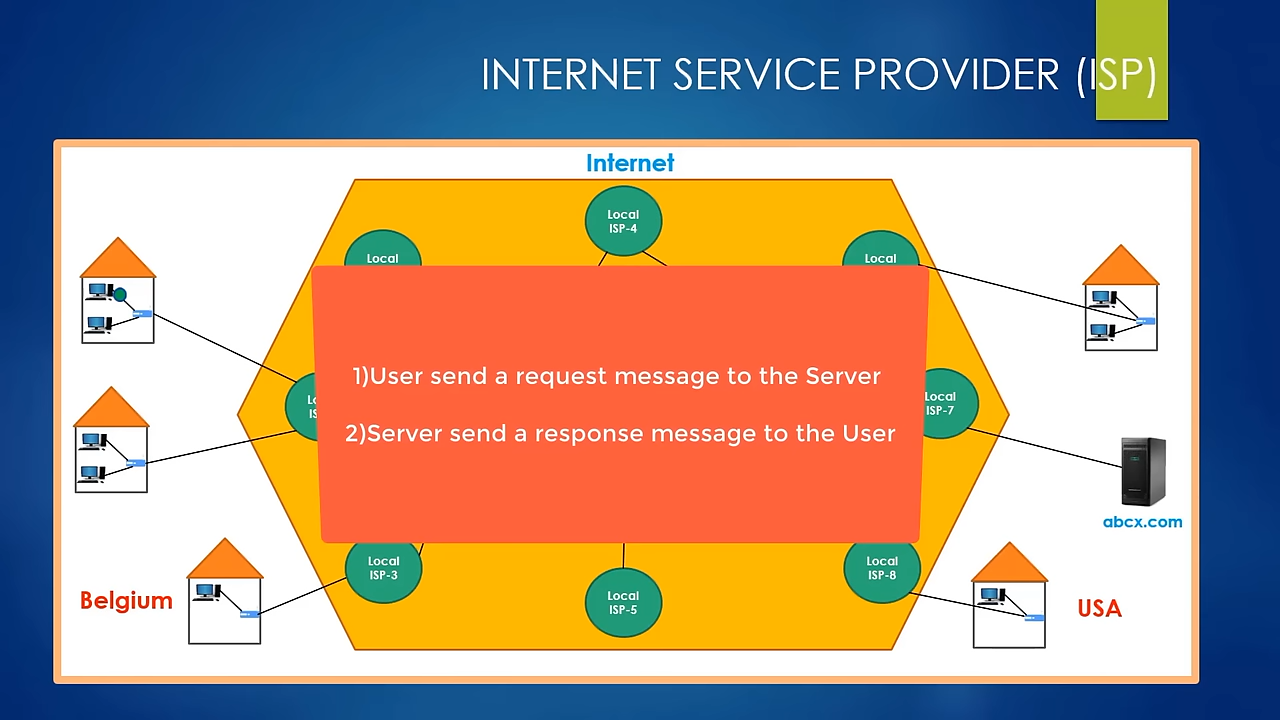 INTERNET SERVICE PROVIDER (ISP)
Internet
Local
ISP-4
Local
Local
1)User send a request message to the Server
2)Server send a response message to the User
Local
ISP-7
abcx.com
Local
ISP-3
Local
ISP-5
Local
ISP-8
Belgium
USA